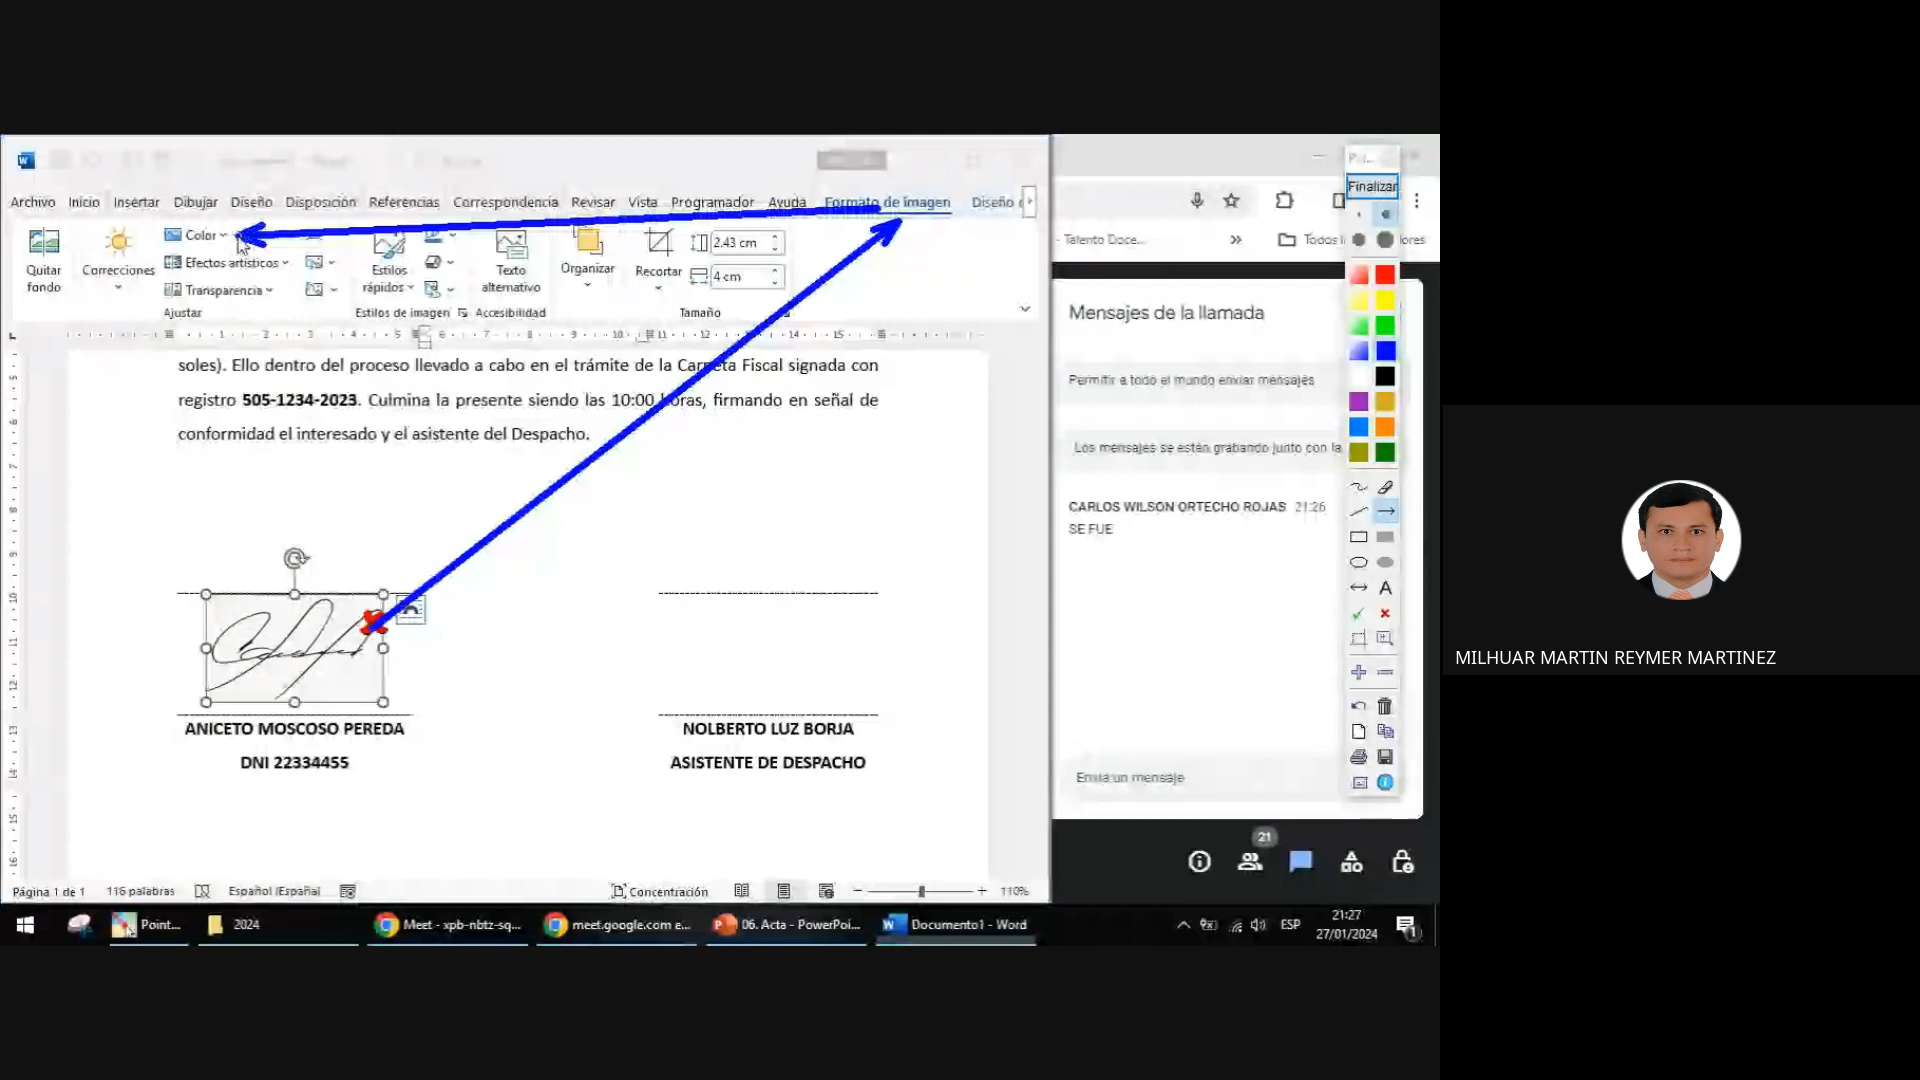 Archivo Inicio Insertar Dibujar Diseño Disposición Referencias Correspondencia Revisar Vista Programador Ayuda Formato de imagen Diseño
Quitar fondo
Correcciones
Color
Efectos artísticos
Transparencia
Ajustar
Estilos rápidos
Estilos de imagen
Texto alternativo
Accesibilidad
Organizar
Recortar
2.43 cm
4 cm
Tamaño
soles). Ello dentro del proceso llevado a cabo en el trámite de la Carpeta Fiscal signada con
registro 505-1234-2023. Culmina la presente siendo las 10:00 horas, firmando en señal de
conformidad el interesado y el asistente del Despacho.
ANICETO MOSCOSO PEREDA
DNI 22334455
NOLBERTO LUZ BORJA
ASISTENTE DE DESPACHO
Página 1 de 1 116 palabras Español (España) Concentración 110%
- Talento Doce...
»
Finalizar
Mensajes de la llamada
Permitir a todo el mundo enviar mensajes
Los mensajes se están grabando junto con la
CARLOS WILSON ORTECHO ROJAS 21:26
SE FUE
Envía un mensaje
21
MILHUAR MARTIN REYMER MARTINEZ
Point... 2024 Meet - xpb-nbtz-sq... meet.google.com e... 06. Acta - PowerPoi... Documento1 - Word ESP 21:27
27/01/2024
1